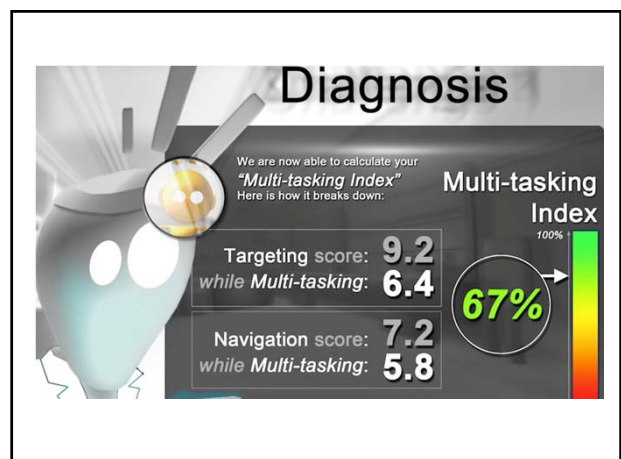 Diagnosis
We are now able to calculate your
"Multi-tasking Index"
Here is how it breaks down:
Multi-tasking
Index
100%
Targeting score: 9.2
while Multi-tasking: 6.4
67%
Navigation score: 7.2
while Multi-tasking: 5.8